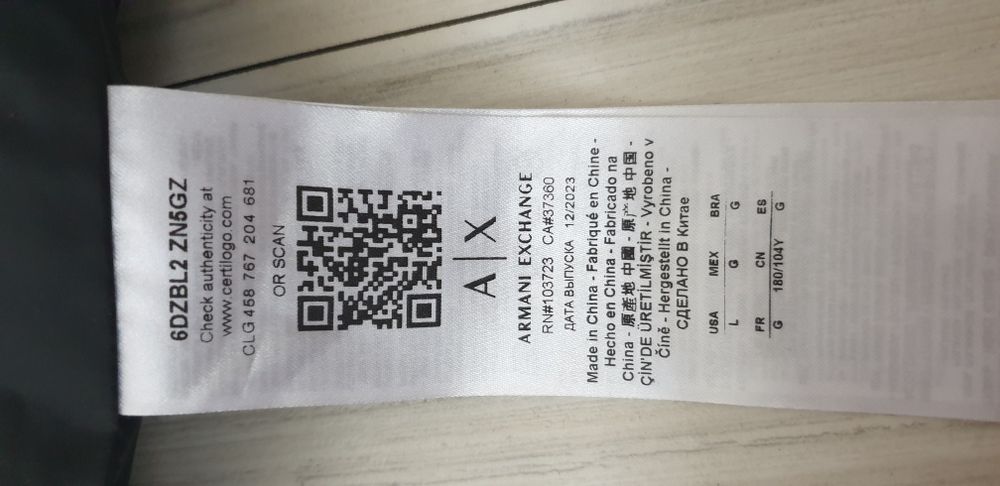 6DZBL2 ZN5GZ
Check authenticity at
www.certilogo.com
CLG 458 767 204 681
OR SCAN
A|X
ARMANI EXCHANGE
RN#103723 CA#37360
ДАТА ВЫПУСКА 12/2023
Made in China - Fabriqué en Chine -
Hecho en China - Fabricado na
China - 原產地 中國 - 原产地 中国 -
ÇİN'DE ÜRETİLMİŞTİR - Vyrobeno v
Číně - Hergestellt in China -
СДЕЛАНО В Китае
USA MEX BRA
L G G
FR CN ES
G 180/104Y G